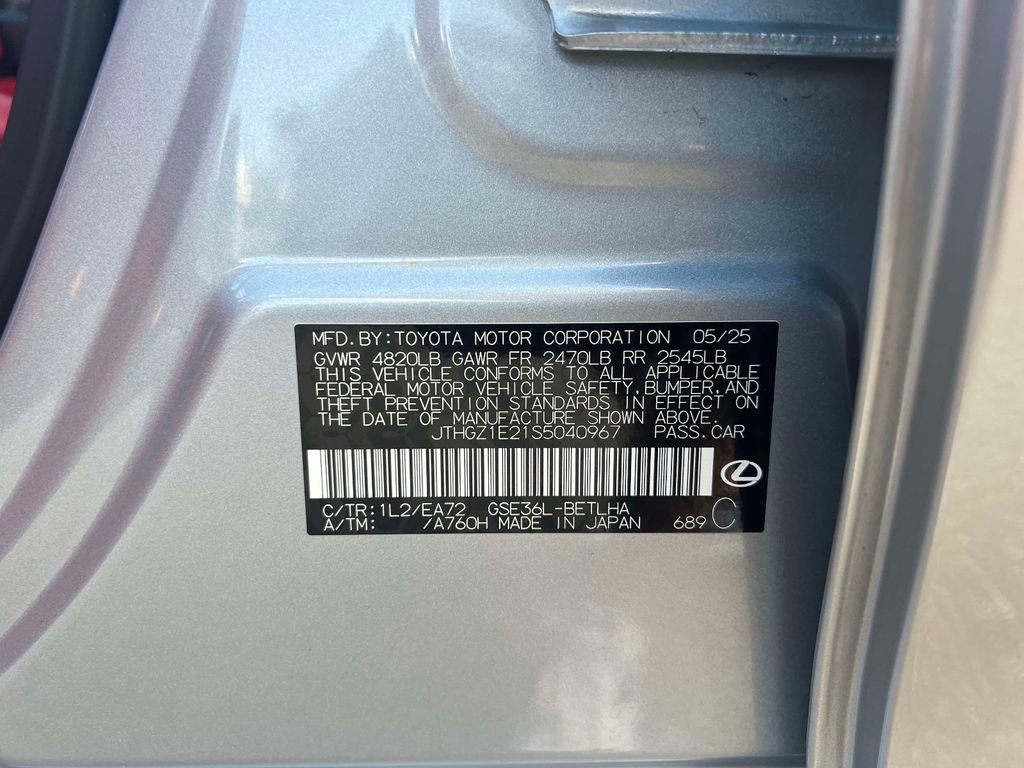 MFD. BY: TOYOTA MOTOR CORPORATION 05/25
GVWR 4820LB GAWR FR 2470LB RR 2545LB
THIS VEHICLE CONFORMS TO ALL APPLICABLE
FEDERAL MOTOR VEHICLE SAFETY, BUMPER, AND
THEFT PREVENTION STANDARDS IN EFFECT ON
THE DATE OF MANUFACTURE SHOWN ABOVE.
JTHGZ1E21S5040967 PASS. CAR
C/TR: 1L2/EA72 GSE36L-BETLHA
A/TM: /A760H MADE IN JAPAN 689 C